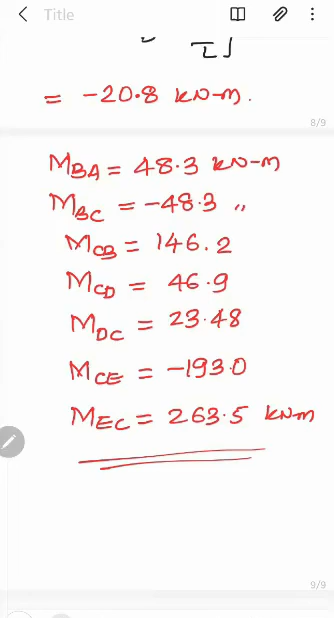 Title
= -20.8 kN-m.
8/9
MBA = 48.3 kN-m
MBC = -48.3 "
MCB = 146.2
MCD = 46.9
MDC = 23.48
MCE = -193.0
MEC = 263.5 kNm
9/9